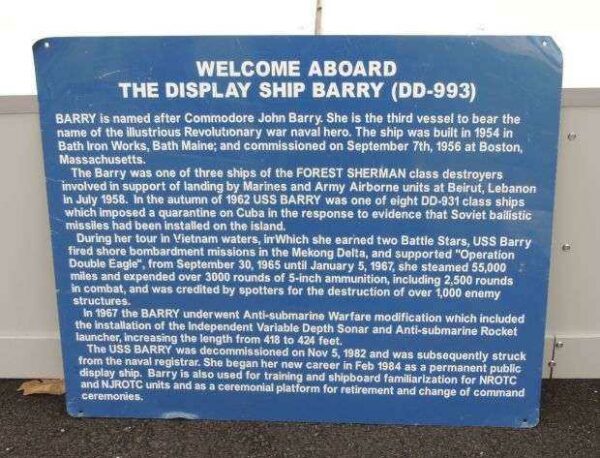 WELCOME ABOARD
THE DISPLAY SHIP BARRY (DD-993)
BARRY is named after Commodore John Barry. She is the third vessel to bear the
name of the illustrious Revolutionary war naval hero. The ship was built in 1954 in
Bath Iron Works, Bath Maine; and commissioned on September 7th, 1956 at Boston,
Massachusetts.
The Barry was one of three ships of the FOREST SHERMAN class destroyers
involved in support of landing by Marines and Army Airborne units at Beirut, Lebanon
in July 1958. In the autumn of 1962 USS BARRY was one of eight DD-931 class ships
which imposed a quarantine on Cuba in the response to evidence that Soviet ballistic
missiles had been installed on the island.
During her tour in Vietnam waters, in Which she earned two Battle Stars, USS Barry
fired shore bombardment missions in the Mekong Delta, and supported "Operation
Double Eagle", from September 30, 1965 until January 5, 1967, she steamed 55,000
miles and expended over 3000 rounds of 5-inch ammunition, including 2,500 rounds
in combat, and was credited by spotters for the destruction of over 1,000 enemy
structures.
In 1967 the BARRY underwent Anti-submarine Warfare modification which included
the installation of the Independent Variable Depth Sonar and Anti-submarine Rocket
launcher, increasing the length from 418 to 424 feet.
The USS BARRY was decommissioned on Nov 5, 1982 and was subsequently struck
from the naval registrar. She began her new career in Feb 1984 as a permanent public
display ship. Barry is also used for training and shipboard familiarization for NROTC
and NJROTC units and as a ceremonial platform for retirement and change of command
ceremonies.